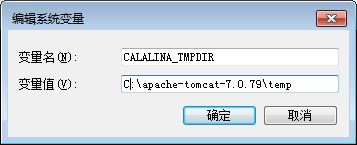 编辑系统变量
变量名(N):
CALALINA_TMPDIR
变量值(V):
C:\apache-tomcat-7.0.79\temp
确定
取消